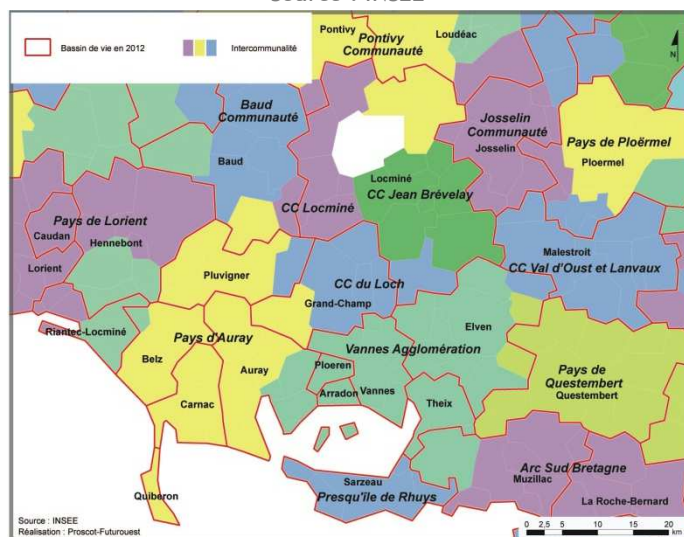 Source : INSEE
Bassin de vie en 2012
Intercommunalité
Pontivy
Pontivy
Communauté
Loudéac
N
Baud
Communauté
Baud
Josselin
Communauté
Josselin
Pays de Ploërmel
Ploermel
Locminé
CC Jean Brévelay
CC Locminé
Pays de Lorient
Caudan
Hennebont
Lorient
Malestroit
CC Val d'Oust et Lanvaux
Pluvigner
CC du Loch
Grand-Champ
Riantec-Locminé
Pays d'Auray
Belz
Auray
Carnac
Elven
Vannes Agglomération
Ploeren
Arradon
Vannes
Theix
Pays de
Questembert
Questembert
Quiberon
Sarzeau
Presqu'île de Rhuys
Arc Sud Bretagne
Muzillac
La Roche-Bernard
Source : INSEE
Réalisation : Proscot-Futurouest
0 2,5 5 10 15 20
km